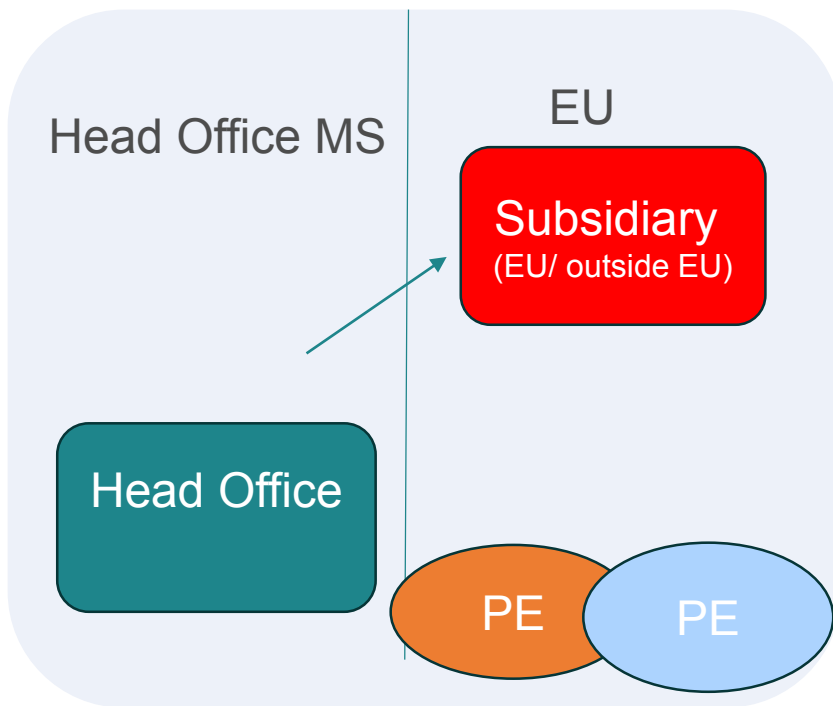 Head Office MS
EU
Subsidiary
(EU/ outside EU)
Head Office
PE
PE